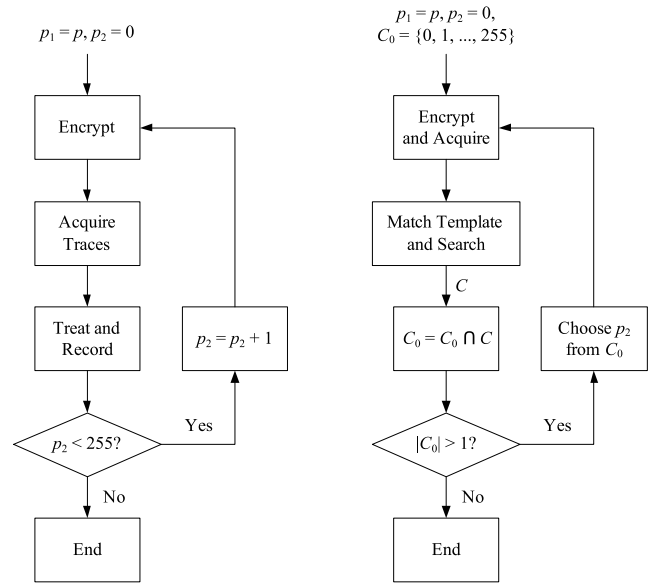 p₁ = p, p₂ = 0
Encrypt
Acquire
Traces
Treat and
Record
p₂ = p₂ + 1
p₂ < 255?
Yes
No
End
p₁ = p, p₂ = 0,
C₀ = {0, 1, ..., 255}
Encrypt
and Acquire
Match Template
and Search
C
C₀ = C₀ ∩ C
Choose p₂
from C₀
|C₀| > 1?
Yes
No
End